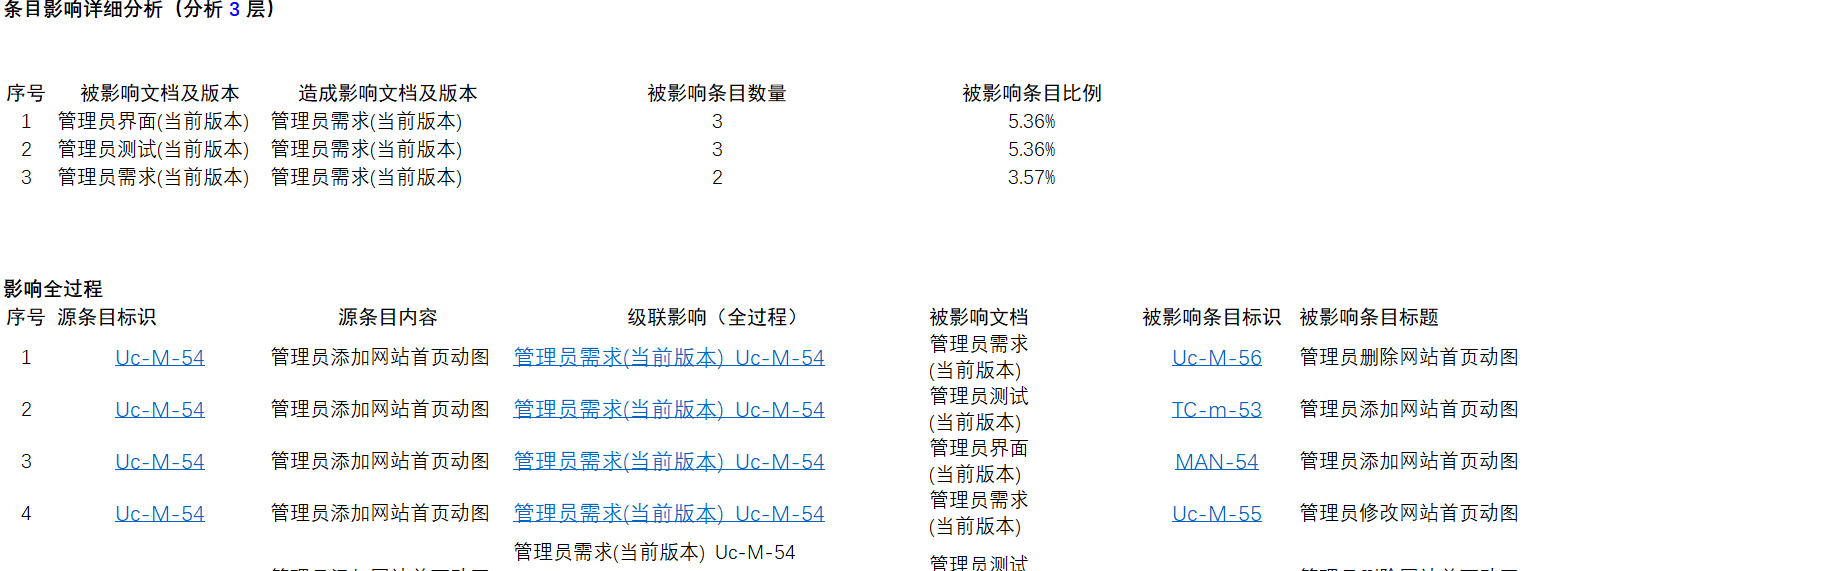 条目影响详细分析（分析 3 层）
序号 被影响文档及版本 造成影响文档及版本 被影响条目数量 被影响条目比例
1 管理员界面(当前版本) 管理员需求(当前版本) 3 5.36%
2 管理员测试(当前版本) 管理员需求(当前版本) 3 5.36%
3 管理员需求(当前版本) 管理员需求(当前版本) 2 3.57%
影响全过程
序号 源条目标识 源条目内容 级联影响（全过程） 被影响文档 被影响条目标识 被影响条目标题
1 Uc-M-54 管理员添加网站首页动图 管理员需求(当前版本) Uc-M-54 管理员需求
(当前版本) Uc-M-56 管理员删除网站首页动图
2 Uc-M-54 管理员添加网站首页动图 管理员需求(当前版本) Uc-M-54 管理员测试
(当前版本) TC-m-53 管理员添加网站首页动图
3 Uc-M-54 管理员添加网站首页动图 管理员需求(当前版本) Uc-M-54 管理员界面
(当前版本) MAN-54 管理员添加网站首页动图
4 Uc-M-54 管理员添加网站首页动图 管理员需求(当前版本) Uc-M-54 管理员需求
(当前版本) Uc-M-55 管理员修改网站首页动图
管理员需求(当前版本) Uc-M-54
管理员测试